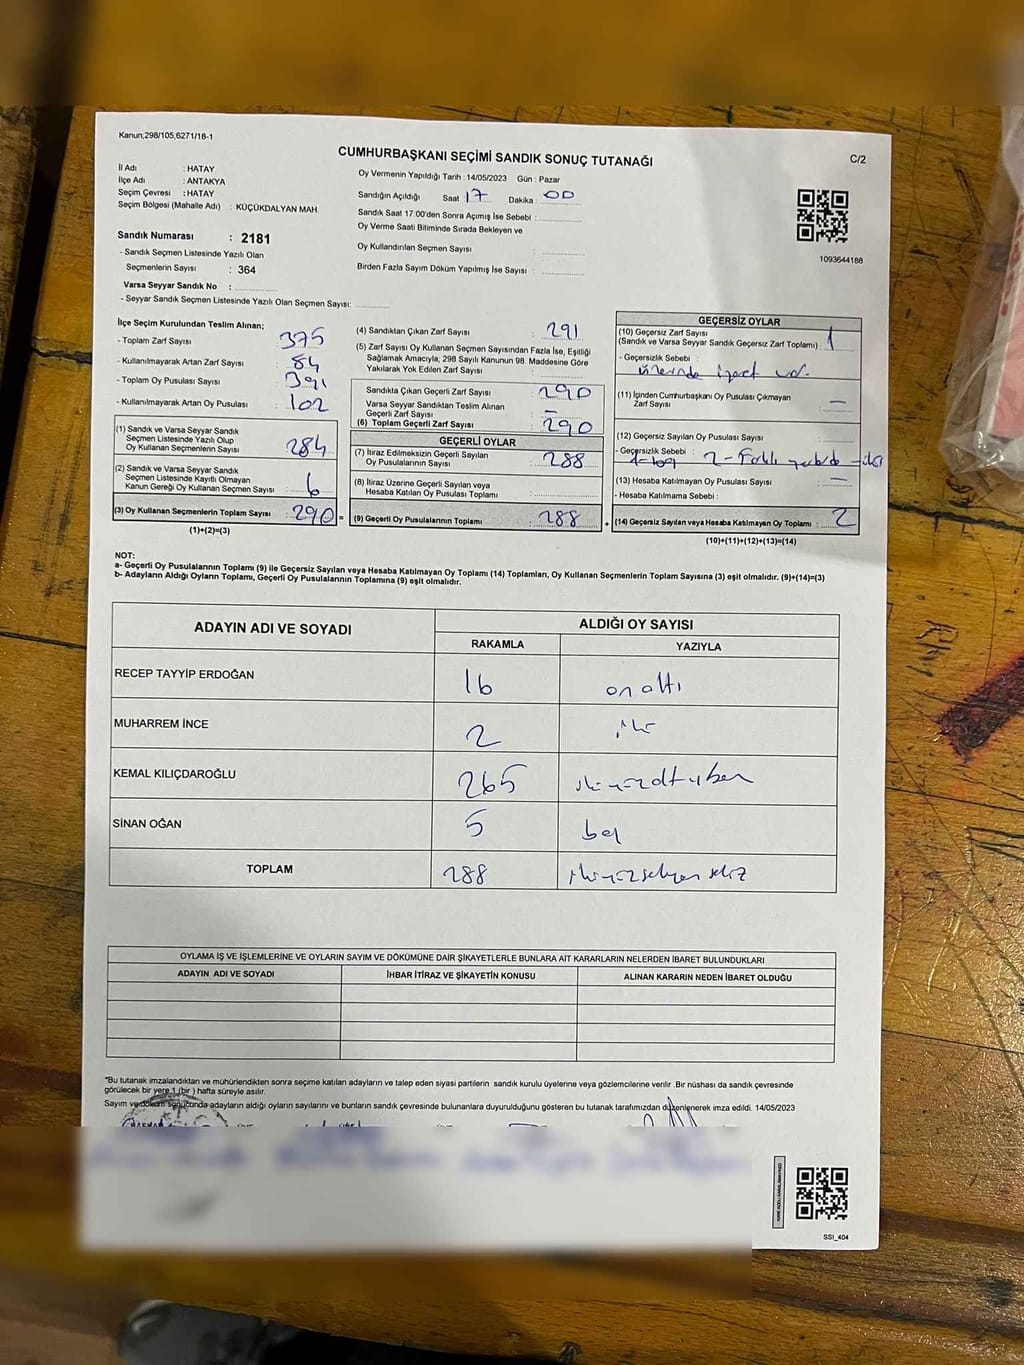 Kanun,298/105,6271/18-1
CUMHURBAŞKANI SEÇİMİ SANDIK SONUÇ TUTANAĞI
C/2
İl Adı : HATAY
İlçe Adı : ANTAKYA
Seçim Çevresi : HATAY
Seçim Bölgesi (Mahalle Adı) : KÜÇÜKDALYAN MAH.
Sandık Numarası : 2181
- Sandık Seçmen Listesinde Yazılı Olan
Seçmenlerin Sayısı : 364
Varsa Seyyar Sandık No :
- Seyyar Sandık Seçmen Listesinde Yazılı Olan Seçmen Sayısı:
Oy Vermenin Yapıldığı Tarih : 14/05/2023 Gün : Pazar
Sandığın Açıldığı Saat 17 Dakika : 00
Sandık Saat 17:00'den Sonra Açımış İse Sebebi :
Oy Verme Saati Bitiminde Sırada Bekleyen ve
Oy Kullandırılan Seçmen Sayısı :
Birden Fazla Sayım Döküm Yapılmış İse Sayısı :
1093644188
İlçe Seçim Kurulundan Teslim Alınan;
- Toplam Zarf Sayısı : 375
- Kullanılmayarak Artan Zarf Sayısı : 84
- Toplam Oy Pusulası Sayısı : 391
- Kullanılmayarak Artan Oy Pusulası : 102
(1) Sandık ve Varsa Seyyar Sandık
Seçmen Listesinde Yazılı Olup
Oy Kullanan Seçmenlerin Sayısı : 284
(2) Sandık ve Varsa Seyyar Sandık
Seçmen Listesinde Kayıtlı Olmayan
Kanun Gereği Oy Kullanan Seçmen Sayısı : 6
(3) Oy Kullanan Seçmenlerin Toplam Sayısı : 290 =
(1)+(2)=(3)
(4) Sandıktan Çıkan Zarf Sayısı : 291
(5) Zarf Sayısı Oy Kullanan Seçmen Sayısından Fazla İse, Eşitliği
Sağlamak Amacıyla; 298 Sayılı Kanunun 98. Maddesine Göre
Yakılarak Yok Edilen Zarf Sayısı :
Sandıkta Çıkan Geçerli Zarf Sayısı : 290
Varsa Seyyar Sandıktan Teslim Alınan
Geçerli Zarf Sayısı : –
(6) Toplam Geçerli Zarf Sayısı : 290
GEÇERLİ OYLAR
(7) İtiraz Edilmeksizin Geçerli Sayılan
Oy Pusulalarının Sayısı : 288
(8) İtiraz Üzerine Geçerli Sayılan veya
Hesaba Katılan Oy Pusulası Toplamı :
(9) Geçerli Oy Pusulalarının Toplamı : 288 +
GEÇERSİZ OYLAR
(10) Geçersiz Zarf Sayısı
(Sandık ve Varsa Seyyar Sandık Geçersiz Zarf Toplamı) : 1
- Geçersizlik Sebebi :
üzerinde işaret var.
(11) İçinden Cumhurbaşkanı Oy Pusulası Çıkmayan
Zarf Sayısı : –
(12) Geçersiz Sayılan Oy Pusulası Sayısı :
- Geçersizlik Sebebi : 1-boş 2-Farklı
(13) Hesaba Katılmayan Oy Pusulası Sayısı : –
- Hesaba Katılmama Sebebi :
(14) Geçersiz Sayılan veya Hesaba Katılmayan Oy Toplamı : 2
(10)+(11)+(12)+(13)=(14)
NOT:
a- Geçerli Oy Pusulalarının Toplamı (9) ile Geçersiz Sayılan veya Hesaba Katılmayan Oy Toplamı (14) Toplamları, Oy Kullanan Seçmenlerin Toplam Sayısına (3) eşit olmalıdır. (9)+(14)=(3)
b- Adayların Aldığı Oyların Toplamı, Geçerli Oy Pusulalarının Toplamına (9) eşit olmalıdır.
ADAYIN ADI VE SOYADI
ALDIĞI OY SAYISI
RAKAMLA YAZIYLA
RECEP TAYYİP ERDOĞAN 16 on altı
MUHARREM İNCE 2 iki
KEMAL KILIÇDAROĞLU 265 ikiyüzaltmışbeş
SİNAN OĞAN 5 beş
TOPLAM 288 ikiyüzseksen sekiz
OYLAMA İŞ VE İŞLEMLERİNE VE OYLARIN SAYIM VE DÖKÜMÜNE DAİR ŞİKAYETLERLE BUNLARA AİT KARARLARIN NELERDEN İBARET BULUNDUKLARI
ADAYIN ADI VE SOYADI İHBAR İTİRAZ VE ŞİKAYETİN KONUSU ALINAN KARARIN NEDEN İBARET OLDUĞU
"Bu tutanak imzalandıktan ve mühürlendikten sonra seçime katılan adayların ve talep eden siyasi partilerin sandık kurulu üyelerine veya gözlemcilerine verilir .Bir nüshası da sandık çevresinde
görülecek bir yere 1 (bir ) hafta süreyle asılır.
Sayım ve döküm sonucunda adayların aldığı oyların sayılarını ve bunların sandık çevresinde bulunanlara duyurulduğunu gösteren bu tutanak tarafımızdan düzenlenerek imza edildi. 14/05/2023
SSI_404